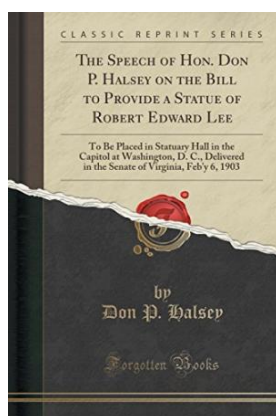 CLASSIC REPRINT SERIES
THE SPEECH OF HON. DON
P. HALSEY ON THE BILL
TO PROVIDE A STATUE OF
ROBERT EDWARD LEE
To Be Placed in Statuary Hall in the
Capitol at Washington, D. C., Delivered
in the Senate of Virginia, Feb'y 6, 1903
by
Don P. Halsey
Forgotten Books